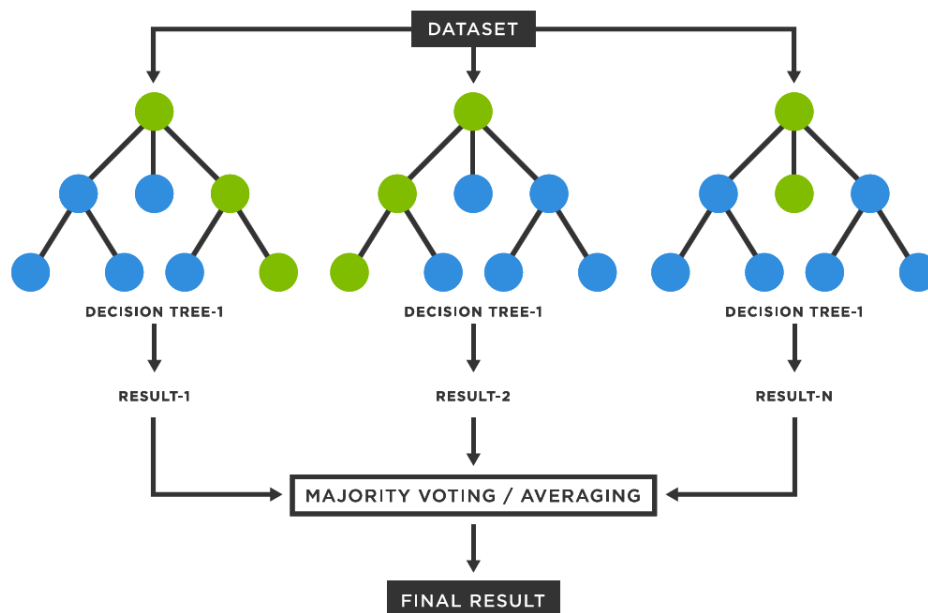 DATASET
DECISION TREE-1
DECISION TREE-1
DECISION TREE-1
RESULT-1
RESULT-2
RESULT-N
MAJORITY VOTING / AVERAGING
FINAL RESULT